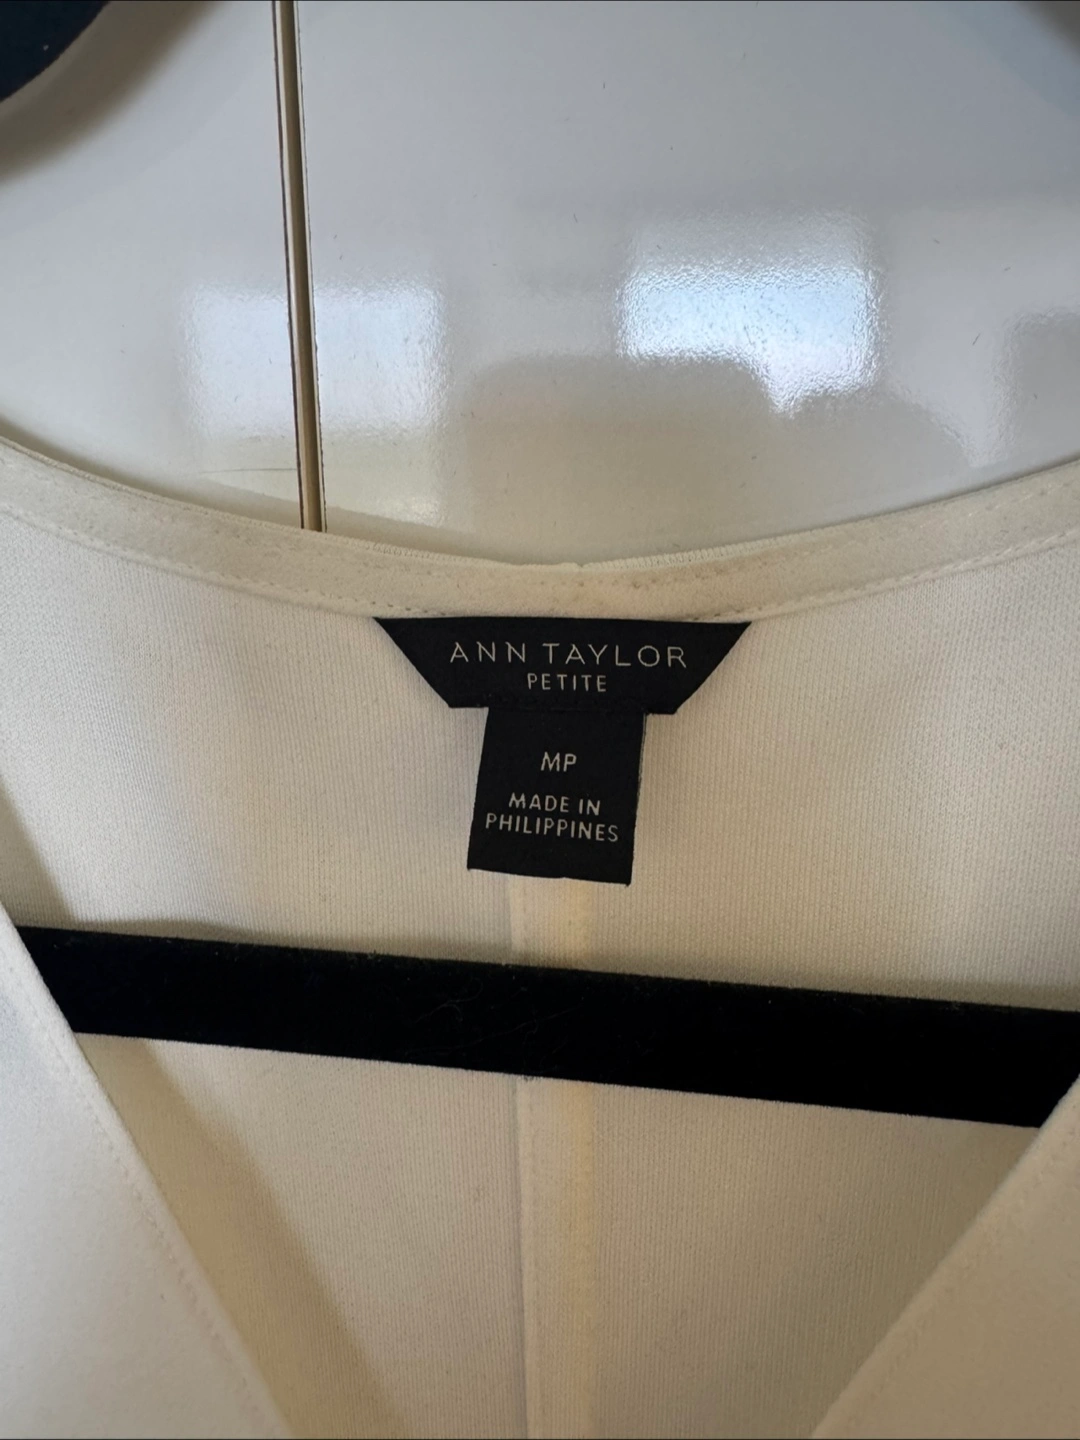 ANN TAYLOR
PETITE
MP
MADE IN
PHILIPPINES